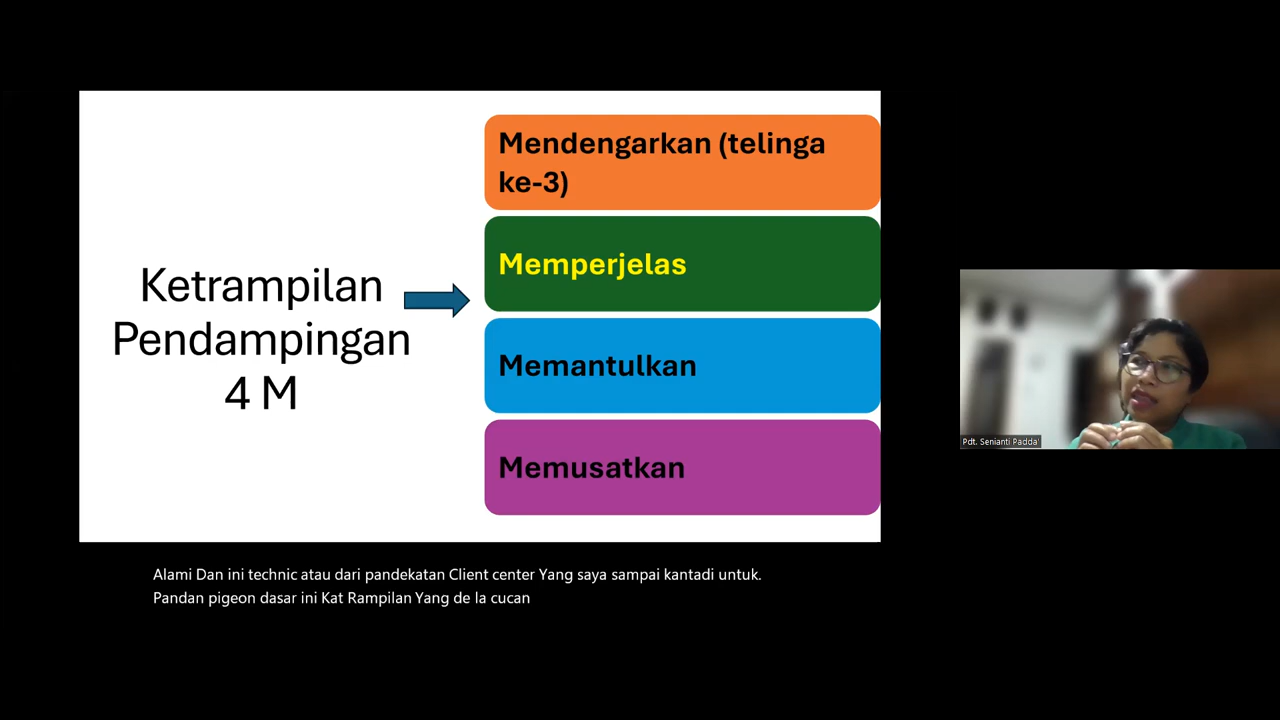 Ketrampilan
Pendampingan
4 M
Mendengarkan (telinga
ke-3)
Memperjelas
Memantulkan
Memusatkan
Pdt. Senianti Padda'
Alami Dan ini technic atau dari pandekatan Client center Yang saya sampai kantadi untuk.
Pandan pigeon dasar ini Kat Rampilan Yang de la cucan